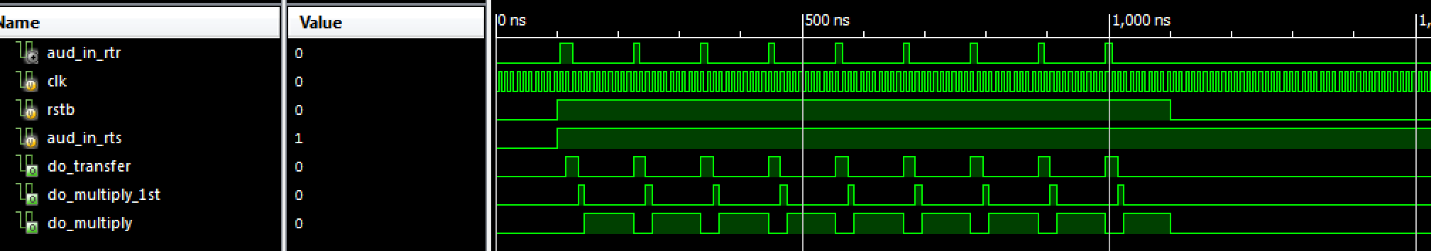 Name Value 0 ns 500 ns 1,000 ns 1,
aud_in_rtr 0
clk 0
rstb 0
aud_in_rts 1
do_transfer 0
do_multiply_1st 0
do_multiply 0